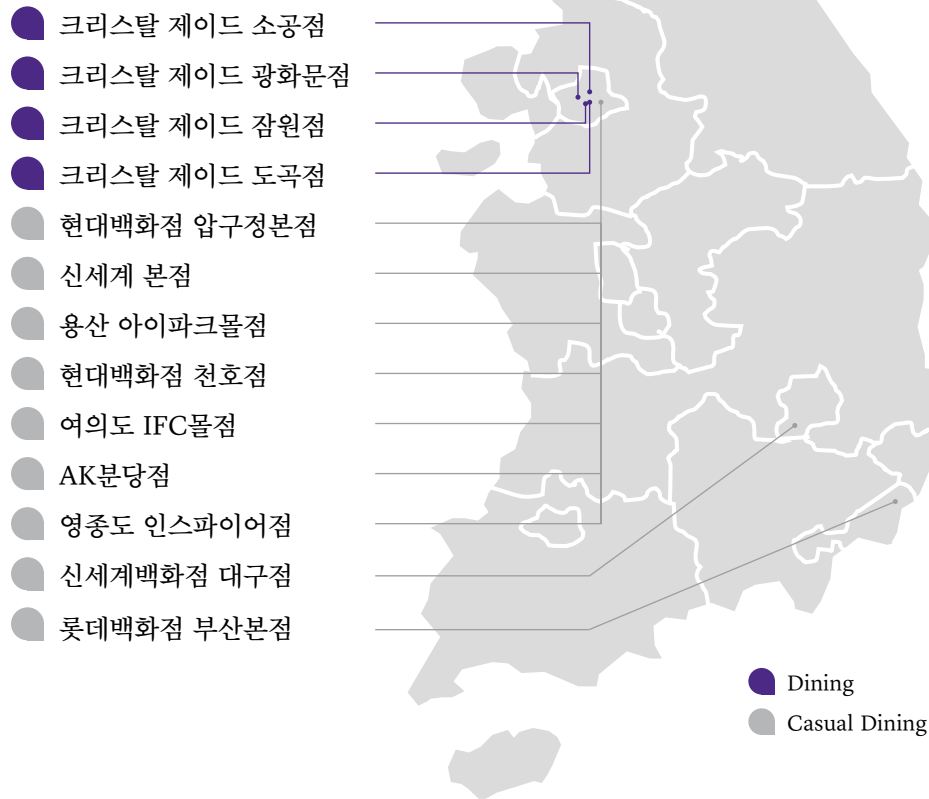 크리스탈 제이드 소공점
크리스탈 제이드 광화문점
크리스탈 제이드 잠원점
크리스탈 제이드 도곡점
현대백화점 압구정본점
신세계 본점
용산 아이파크몰점
현대백화점 천호점
여의도 IFC몰점
AK분당점
영종도 인스파이어점
신세계백화점 대구점
롯데백화점 부산본점
Dining
Casual Dining